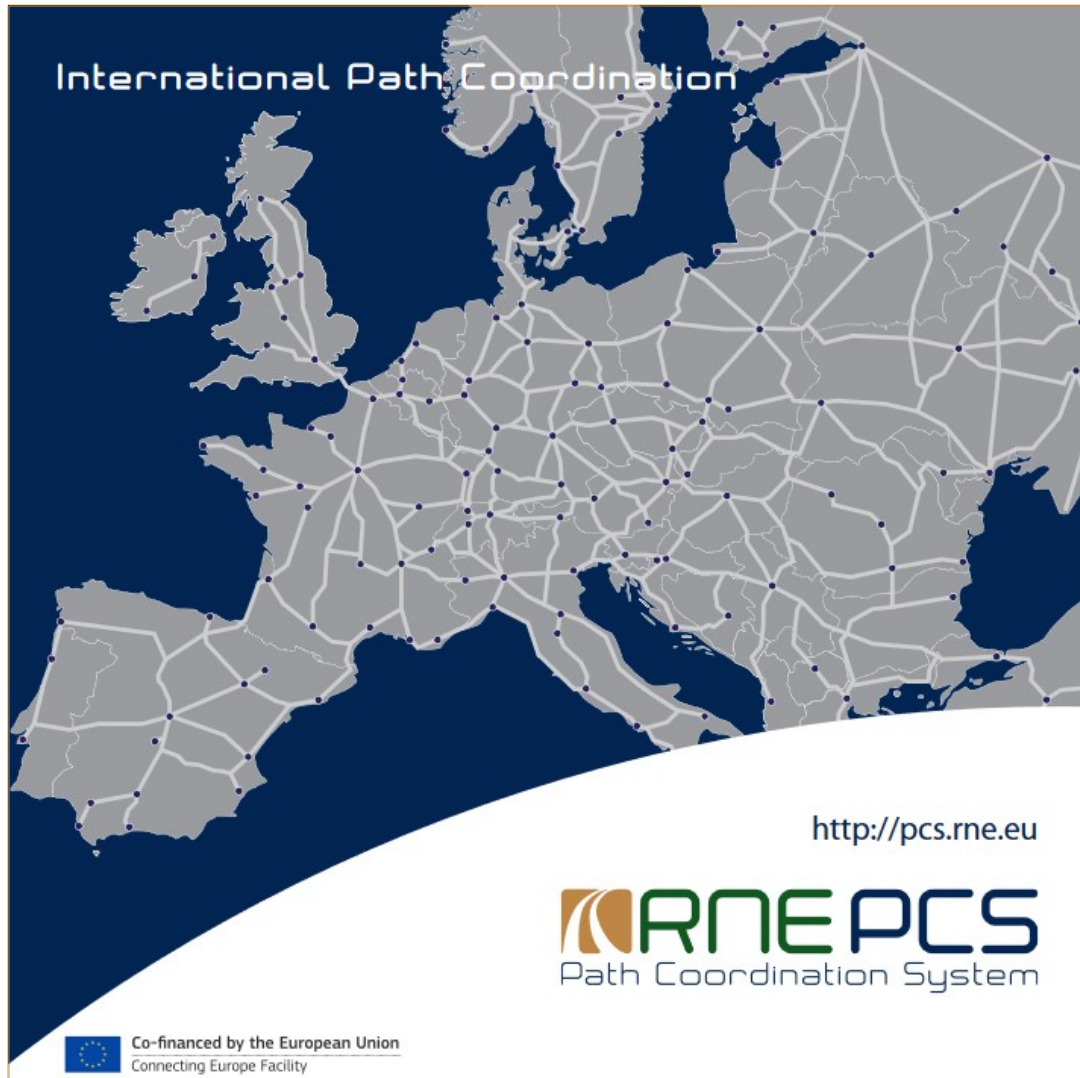 International Path Coordination
http://pcs.rne.eu
RNE PCS
Path Coordination System
Co-financed by the European Union
Connecting Europe Facility